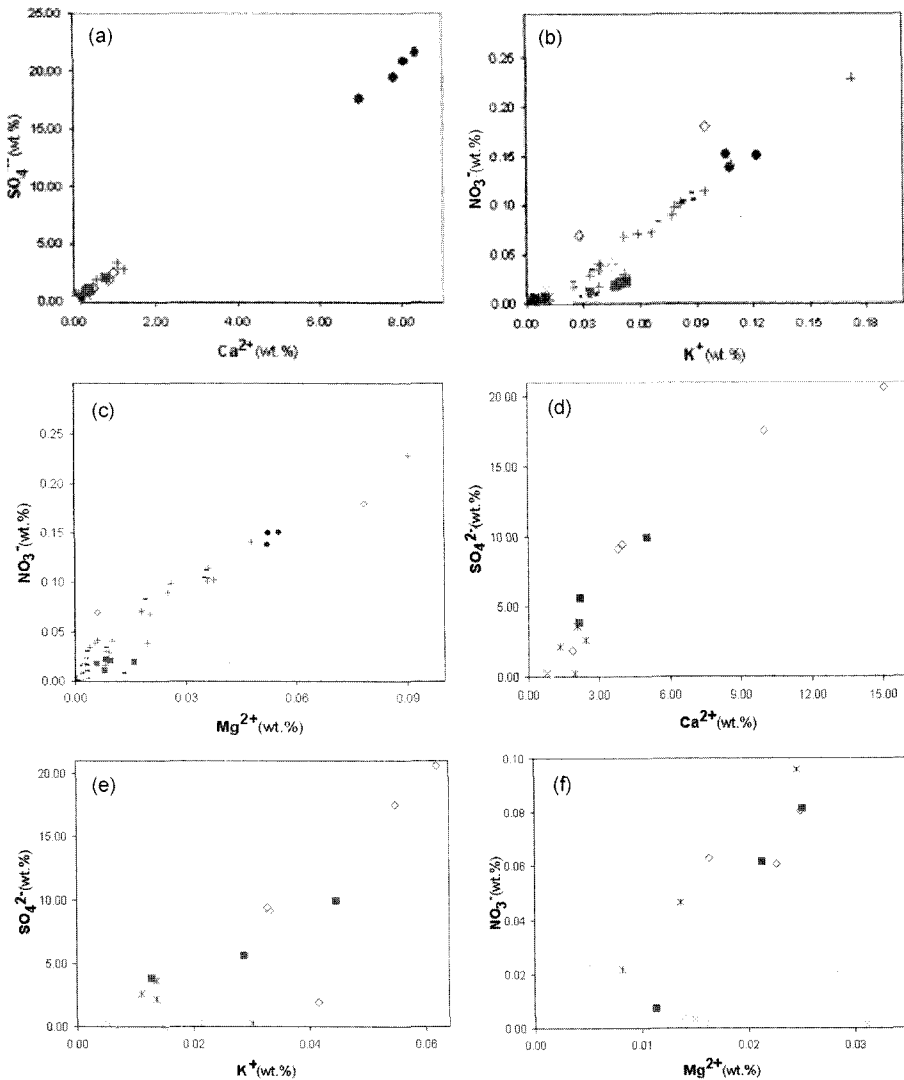 (a)
25.00
20.00
15.00
10.00
5.00
0.00
0.00 2.00 4.00 6.00 8.00
SO4-- (wt.%)
Ca2+ (wt.%)
(b)
0.25
0.20
0.15
0.10
0.05
0.00
0.00 0.03 0.06 0.09 0.12 0.15 0.18
NO3- (wt.%)
K+ (wt.%)
(c)
0.25
0.20
0.15
0.10
0.05
0.00
0.00 0.03 0.06 0.09
NO3- (wt.%)
Mg2+ (wt.%)
(d)
20.00
15.00
10.00
5.00
0.00
0.00 3.00 6.00 9.00 12.00 15.00
SO42- (wt.%)
Ca2+ (wt.%)
(e)
20.00
15.00
10.00
5.00
0.00
0.00 0.02 0.04 0.06
SO42- (wt.%)
K+ (wt.%)
(f)
0.10
0.08
0.06
0.04
0.02
0.00
0.00 0.01 0.02 0.03
NO3- (wt.%)
Mg2+ (wt.%)